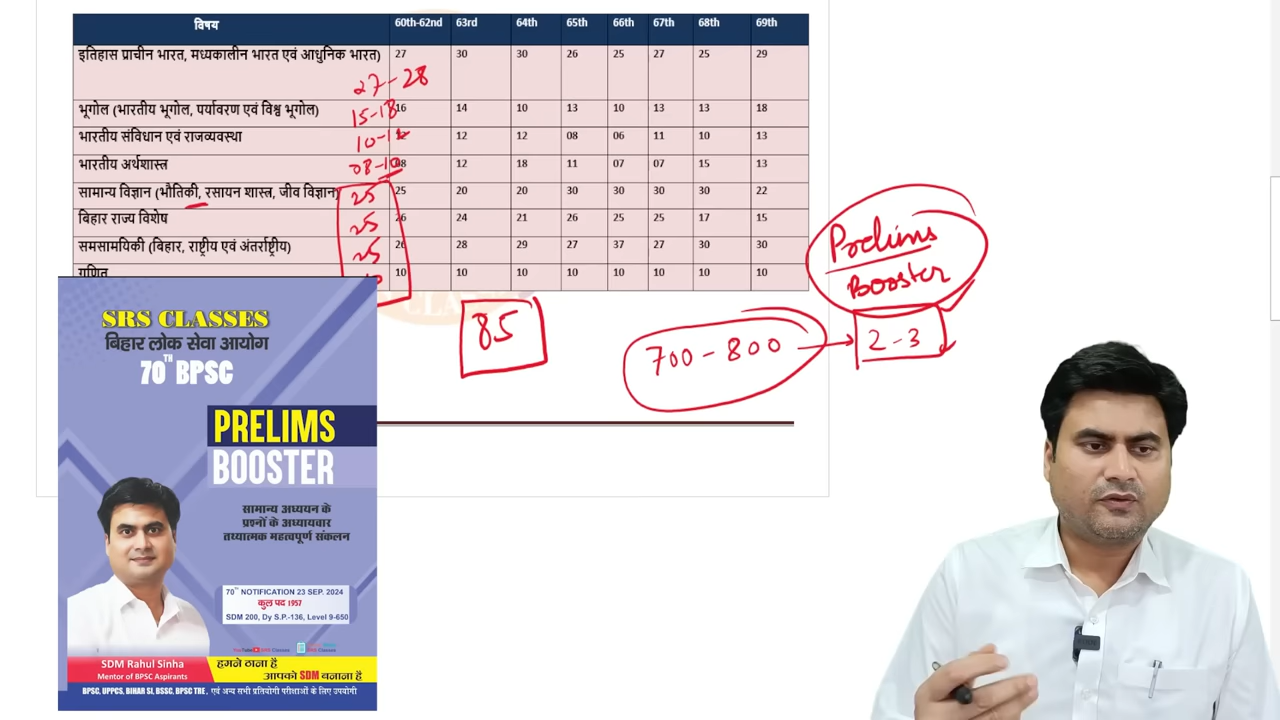 विषय 60th-62nd 63rd 64th 65th 66th 67th 68th 69th
इतिहास प्राचीन भारत, मध्यकालीन भारत एवं आधुनिक भारत) 27 30 30 26 25 27 25 29
27-28
भूगोल (भारतीय भूगोल, पर्यावरण एवं विश्व भूगोल) 15-18 16 14 10 13 10 13 13 18
भारतीय संविधान एवं राजव्यवस्था 10-12 12 12 08 06 11 10 13
भारतीय अर्थशास्त्र 08-10 08 12 18 11 07 07 15 13
सामान्य विज्ञान (भौतिकी, रसायन शास्त्र, जीव विज्ञान) 25 25 20 20 30 30 30 30 22
बिहार राज्य विशेष 25 26 24 21 26 25 25 17 15
समसामयिकी (बिहार, राष्ट्रीय एवं अंतर्राष्ट्रीय) 25 26 28 29 27 37 27 30 30
गणित 10 10 10 10 10 10 10 10
Prelims
Booster
85
700-800
2-3
SRS CLASSES
बिहार लोक सेवा आयोग
70TH BPSC
PRELIMS
BOOSTER
सामान्य अध्ययन के
प्रश्नों के अध्यायवार
तथ्यात्मक महत्वपूर्ण संकलन
70TH NOTIFICATION 23 SEP. 2024
कुल पद 1957
SDM 200, Dy S.P.-136, Level 9-650
SDM Rahul Sinha
Mentor of BPSC Aspirants
हमने ठाना है
आपको SDM बनाना है
BPSC, UPPCS, BIHAR SI, BSSC, BPSC TRE, एवं अन्य सभी प्रतियोगी परीक्षाओं के लिए उपयोगी